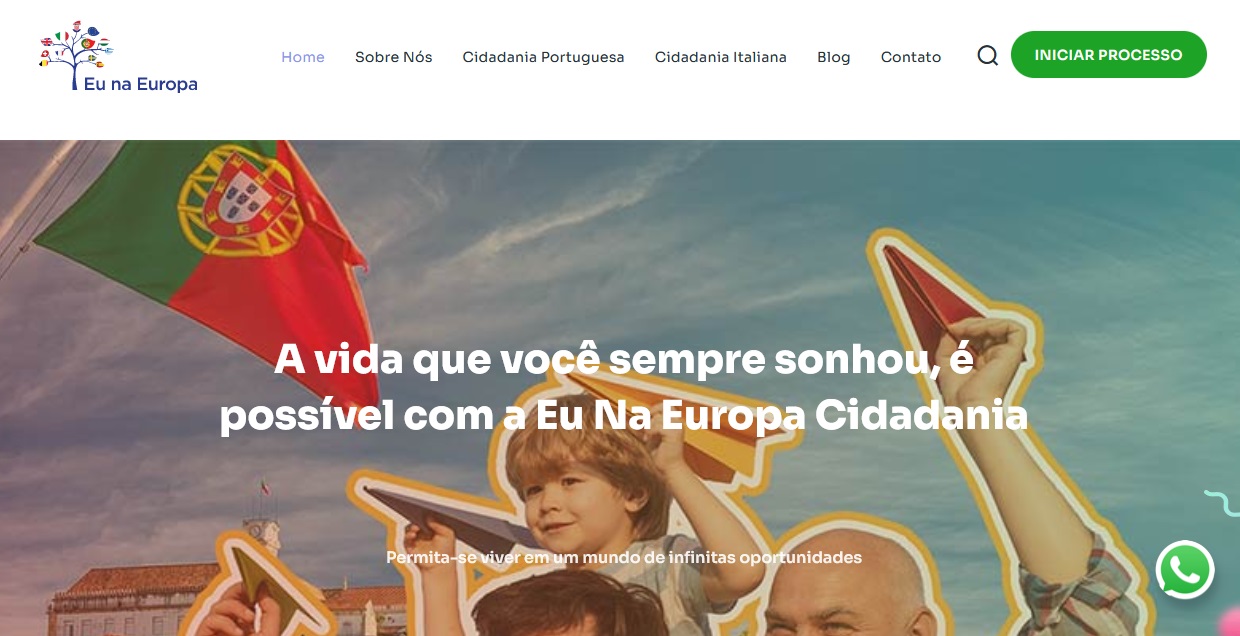 Eu na Europa
Home
Sobre Nós
Cidadania Portuguesa
Cidadania Italiana
Blog
Contato
INICIAR PROCESSO
A vida que você sempre sonhou, é
possível com a Eu Na Europa Cidadania
Permita-se viver em um mundo de infinitas oportunidades